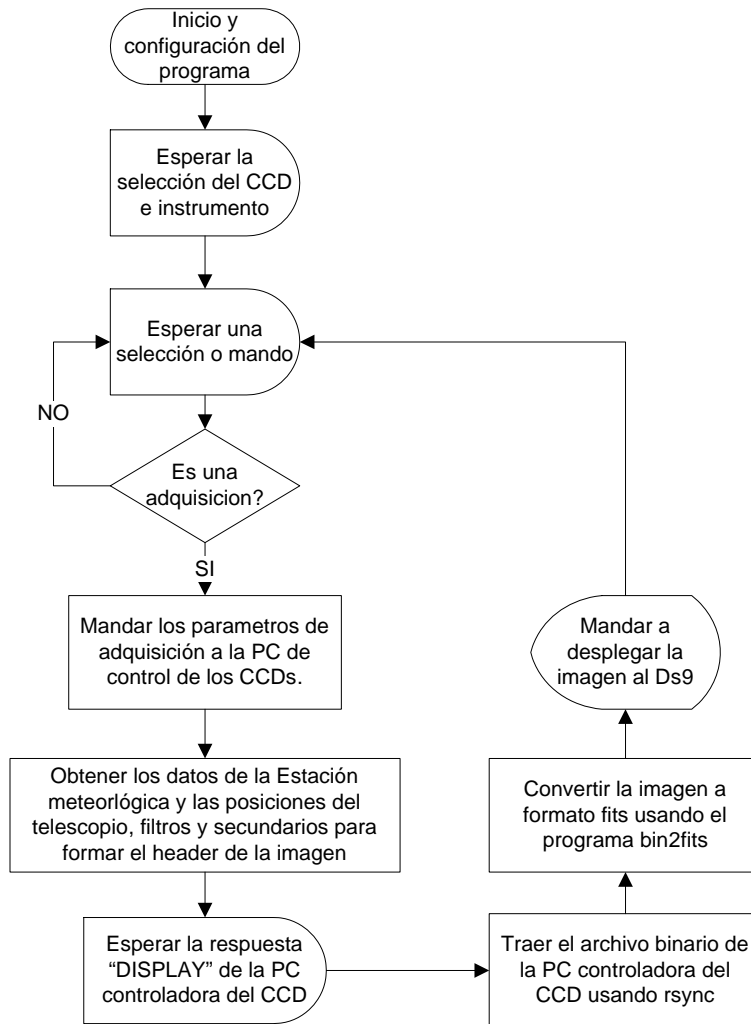 Inicio y
configuración del
programa
Esperar la
selección del CCD
e instrumento
Esperar una
selección o mando
NO
Es una
adquisicion?
SI
Mandar los parametros de
adquisición a la PC de
control de los CCDs.
Obtener los datos de la Estación
meteorlógica y las posiciones del
telescopio, filtros y secundarios para
formar el header de la imagen
Esperar la respuesta
“DISPLAY” de la PC
controladora del CCD
Traer el archivo binario de
la PC controladora del
CCD usando rsync
Convertir la imagen a
formato fits usando el
programa bin2fits
Mandar a
desplegar la
imagen al Ds9